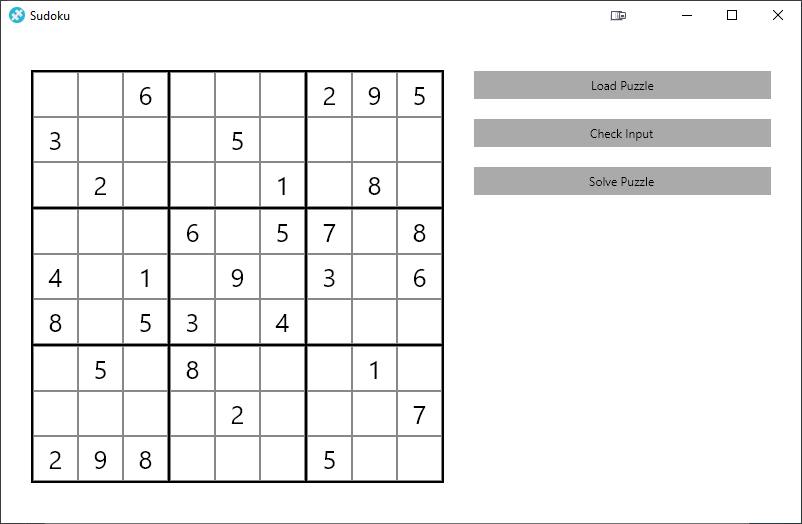 Sudoku
6 2 9 5
3 5
2 1 8
6 5 7 8
4 1 9 3 6
8 5 3 4
5 8 1
2 7
2 9 8 5
Load Puzzle
Check Input
Solve Puzzle